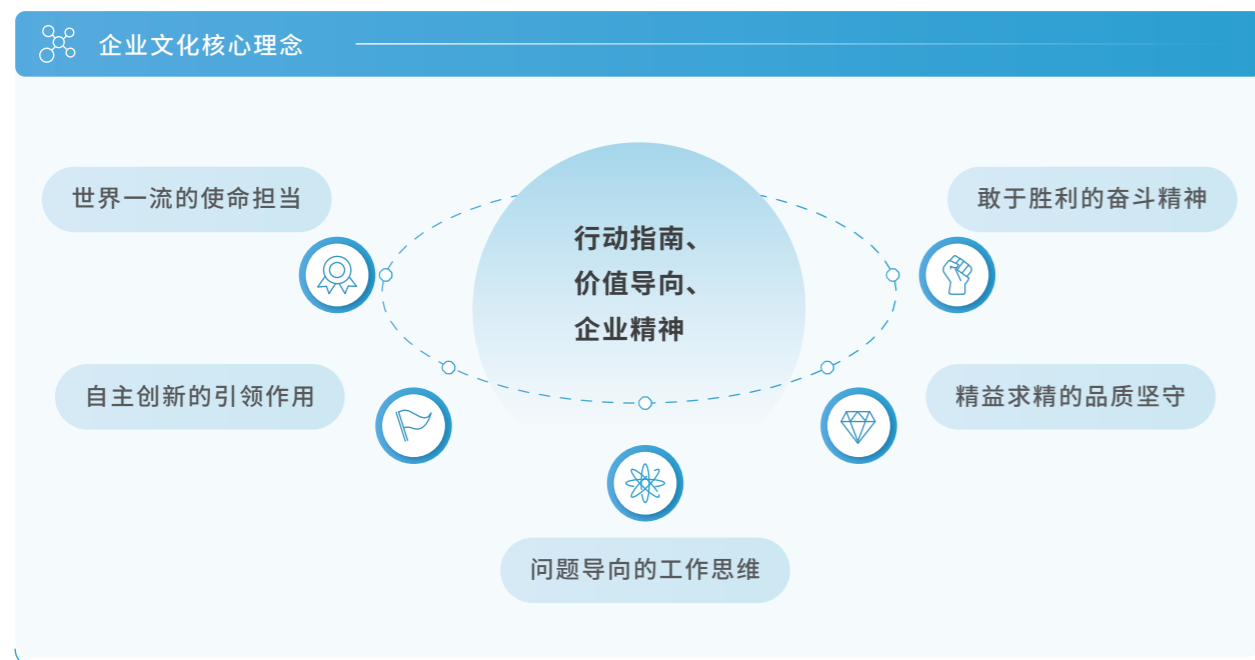 企业文化核心理念
世界一流的使命担当
敢于胜利的奋斗精神
行动指南、
价值导向、
企业精神
自主创新的引领作用
精益求精的品质坚守
问题导向的工作思维